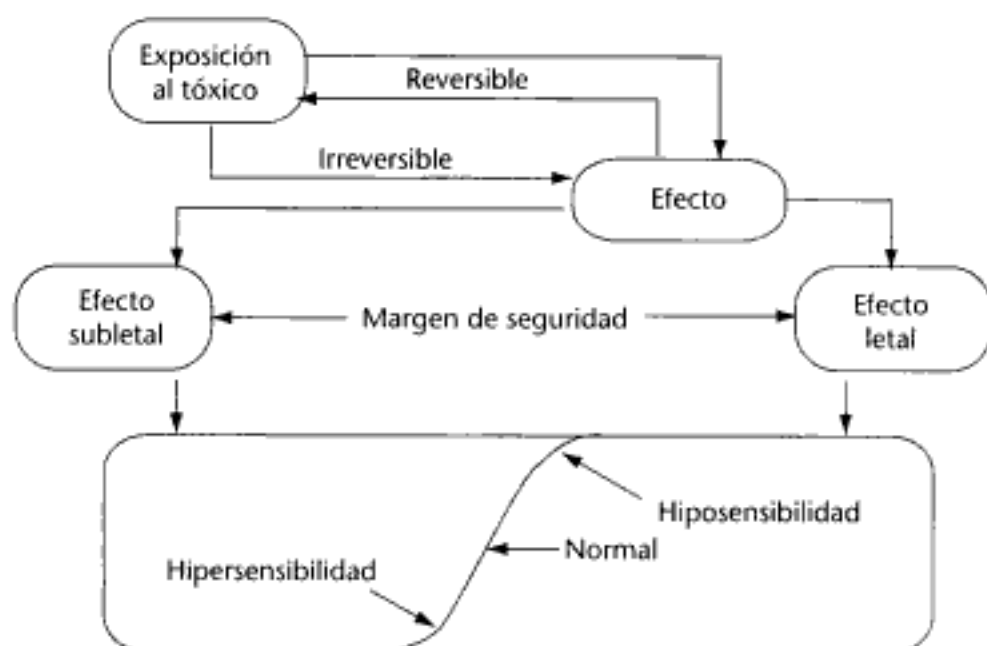 Exposición
al tóxico
Reversible
Irreversible
Efecto
Efecto
subletal
Margen de seguridad
Efecto
letal
Hiposensibilidad
Normal
Hipersensibilidad